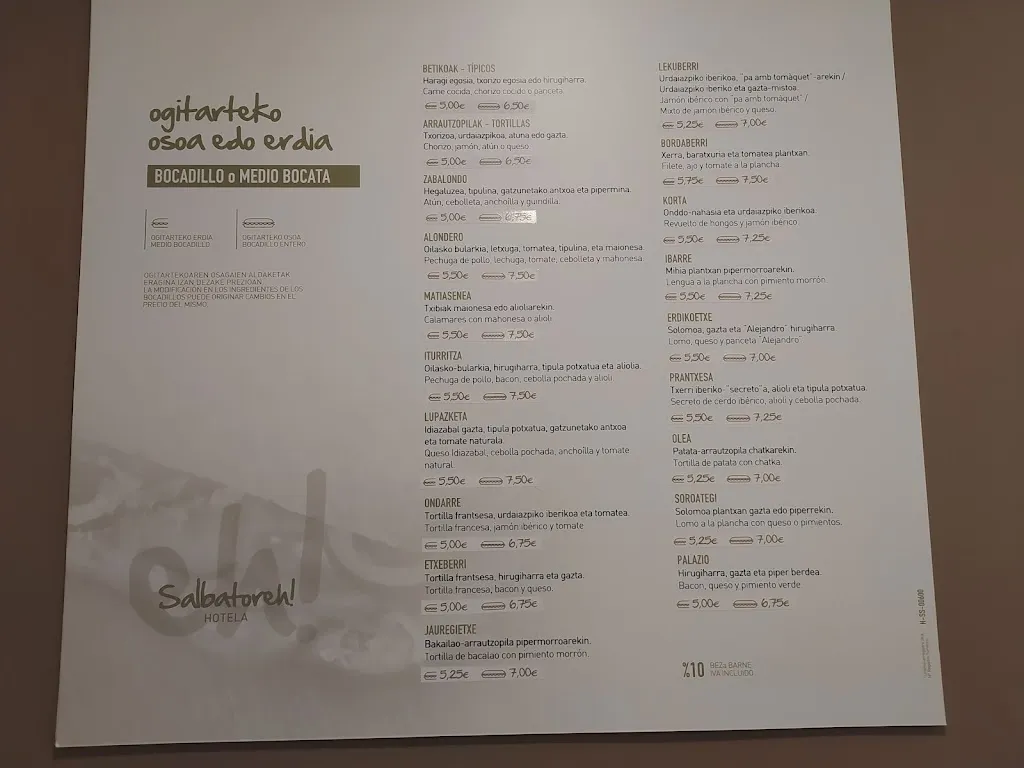 ogitarteko
osoa edo erdia
BOCADILLO o MEDIO BOCATA
OGITARTEKO ERDIA
MEDIO BOCADILLO
OGITARTEKO OSOA
BOCADILLO ENTERO
OGITARTEKOAREN OSAGAIEN ALDAKETAK
ERAGINA IZAN DEZAKE PREZIOAN.
LA MODIFICACIÓN EN LOS INGREDIENTES DE LOS
BOCADILLOS PUEDE ORIGINAR CAMBIOS EN EL
PRECIO DEL MISMO.
eh!
Salbatoreh!
HOTELA
BETIKOAK - TÍPICOS
Haragi egosia, txorizo egosia edo hirugiharra.
Carne cocida, chorizo cocido o panceta.
5,00€ 6,50€
ARRAUTZOPILAK - TORTILLAS
Txorizoa, urdaiazpikoa, atuna edo gazta.
Chorizo, jamón, atún o queso.
5,00€ 6,50€
ZABALONDO
Hegaluzea, tipulina, gatzunetako antxoa eta pipermina.
Atún, cebolleta, anchoílla y guindilla.
5,00€ 6,75€
ALONDERO
Oilasko bularkia, letxuga, tomatea, tipulina, eta maionesa
Pechuga de pollo, lechuga, tomate, cebolleta y mahonesa.
5,50€ 7,50€
MATIASENEA
Txibiak maionesa edo alioliarekin.
Calamares con mahonesa o alioli.
5,50€ 7,50€
ITURRITZA
Oilasko-bularkia, hirugiharra, tipula potxatua eta aliolia.
Pechuga de pollo, bacon, cebolla pochada y alioli.
5,50€ 7,50€
LUPAZKETA
Idiazabal gazta, tipula potxatua, gatzunetako antxoa
eta tomate naturala.
Queso Idiazabal, cebolla pochada, anchoílla y tomate
natural.
5,50€ 7,50€
ONDARRE
Tortilla frantsesa, urdaiazpiko iberikoa eta tomatea.
Tortilla francesa, jamón ibérico y tomate.
5,00€ 6,75€
ETXEBERRI
Tortilla frantsesa, hirugiharra eta gazta.
Tortilla francesa, bacon y queso.
5,00€ 6,75€
JAUREGIETXE
Bakailao-arrautzopila pipermorroarekin.
Tortilla de bacalao con pimiento morrón.
5,25€ 7,00€
LEKUBERRI
Urdaiazpiko iberikoa, "pa amb tomàquet"-arekin /
Urdaiazpiko iberiko eta gazta-mistoa.
Jamón ibérico con "pa amb tomàquet" /
Mixto de jamón ibérico y queso.
5,25€ 7,00€
BORDABERRI
Xerra, baratxuria eta tomatea plantxan.
Filete, ajo y tomate a la plancha.
5,75€ 7,50€
KORTA
Onddo-nahasia eta urdaiazpiko iberikoa.
Revuelto de hongos y jamón ibérico.
5,50€ 7,25€
IBARRE
Mihia plantxan pipermorroarekin.
Lengua a la plancha con pimiento morrón.
5,50€ 7,25€
ERDIKOETXE
Solomoa, gazta eta "Alejandro" hirugiharra.
Lomo, queso y panceta "Alejandro"
5,50€ 7,00€
PRANTXESA
Txerri iberiko-"secreto"a, alioli eta tipula potxatua.
Secreto de cerdo ibérico, alioli y cebolla pochada.
5,50€ 7,25€
OLEA
Patata-arrautzopila chatkarekin.
Tortilla de patata con chatka.
5,25€ 7,00€
SOROATEGI
Solomoa plantxan gazta edo piperrekin.
Lomo a la plancha con queso o pimientos.
5,25€ 7,00€
PALAZIO
Hirugiharra, gazta eta piper berdea.
Bacon, queso y pimiento verde
5,00€ 6,75€
%10 BEZa BARNE
IVA INCLUIDO
H-SS-00600